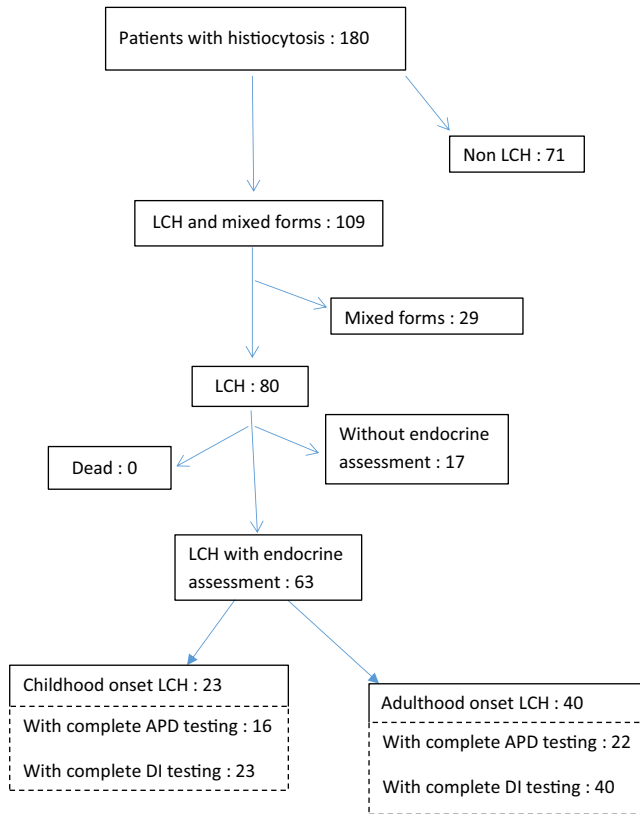 Patients with histiocytosis : 180
Non LCH : 71
LCH and mixed forms : 109
Mixed forms : 29
LCH : 80
Without endocrine
assessment : 17
Dead : 0
LCH with endocrine
assessment : 63
Childhood onset LCH : 23
With complete APD testing : 16
With complete DI testing : 23
Adulthood onset LCH : 40
With complete APD testing : 22
With complete DI testing : 40